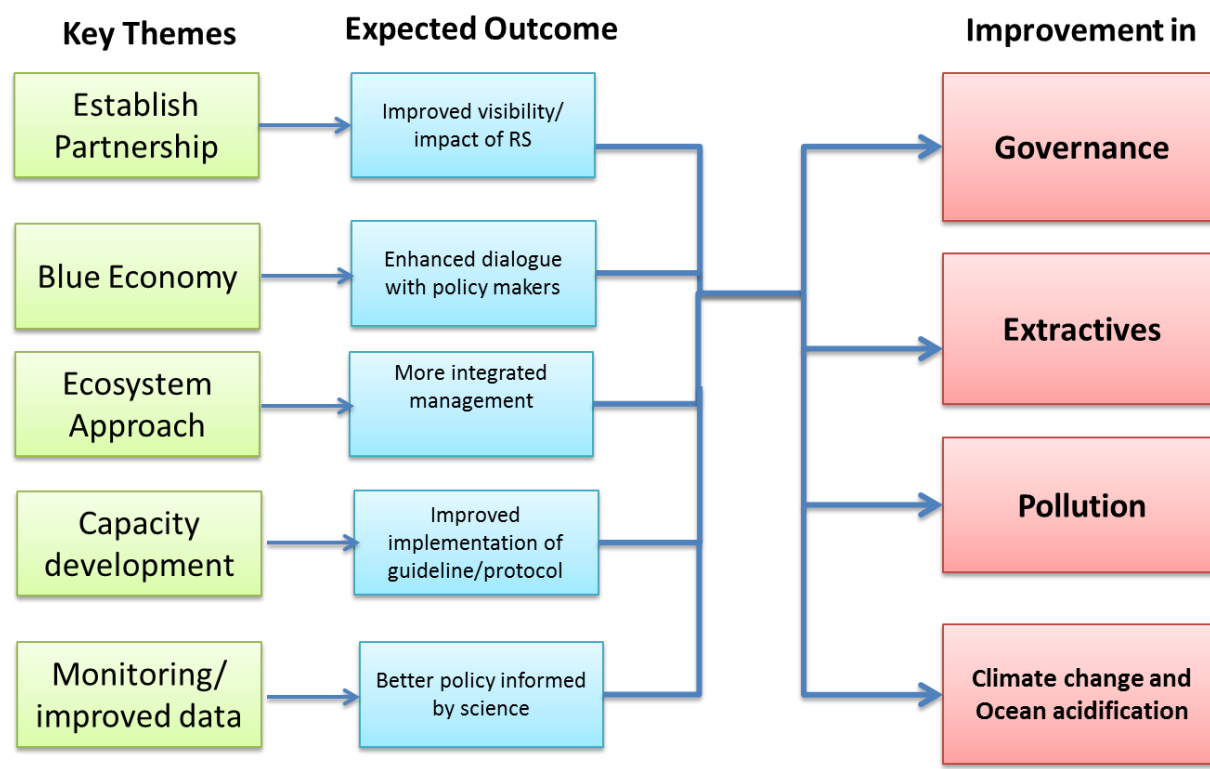 Key Themes
Expected Outcome
Improvement in
Establish
Partnership
Improved visibility/
impact of RS
Governance
Blue Economy
Enhanced dialogue
with policy makers
Extractives
Ecosystem
Approach
More integrated
management
Capacity
development
Improved
implementation of
guideline/protocol
Pollution
Monitoring/
improved data
Better policy informed
by science
Climate change and
Ocean acidification